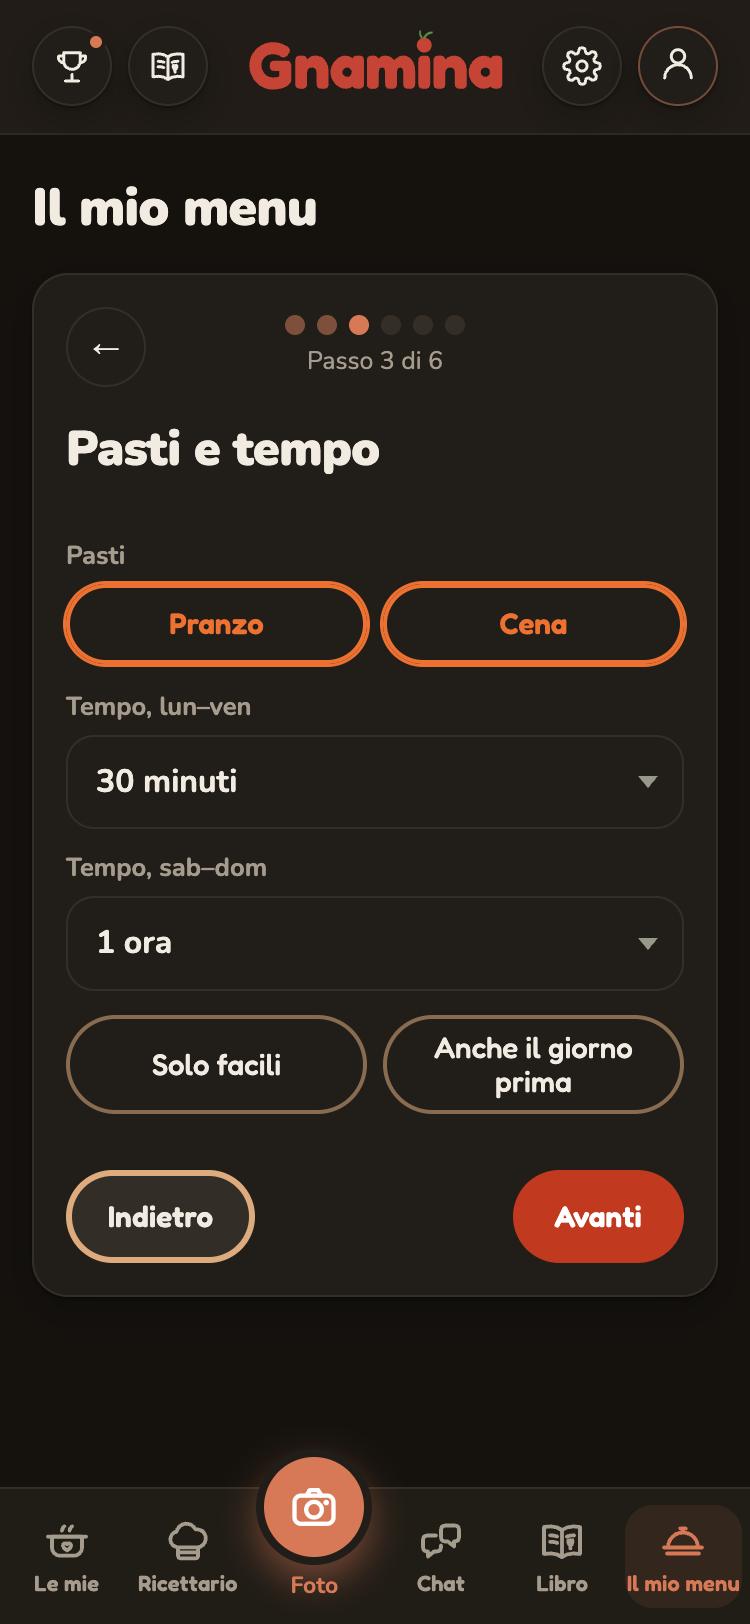 Gnamina
Il mio menu
←
Passo 3 di 6
Pasti e tempo
Pasti
Pranzo
Cena
Tempo, lun–ven
30 minuti
Tempo, sab–dom
1 ora
Solo facili
Anche il giorno
prima
Indietro
Avanti
Le mie
Ricettario
Foto
Chat
Libro
Il mio menu